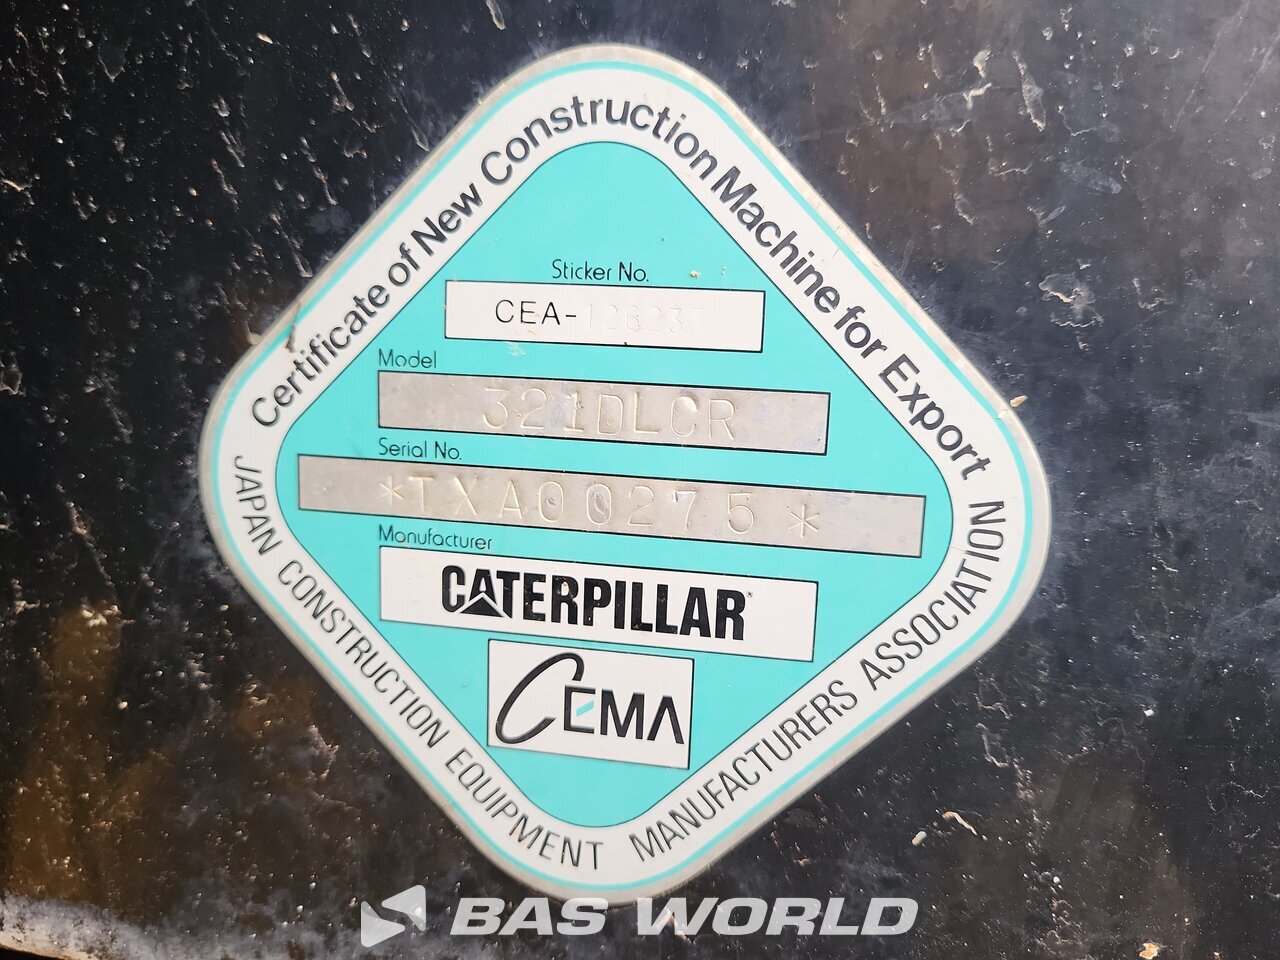 Certificate of New Construction Machine for Export
Sticker No.
CEA-128233
Model
321DLCR
Serial No.
*TXA00275*
Manufacturer
CATERPILLAR
CEMA
JAPAN CONSTRUCTION EQUIPMENT MANUFACTURERS ASSOCIATION
BAS WORLD